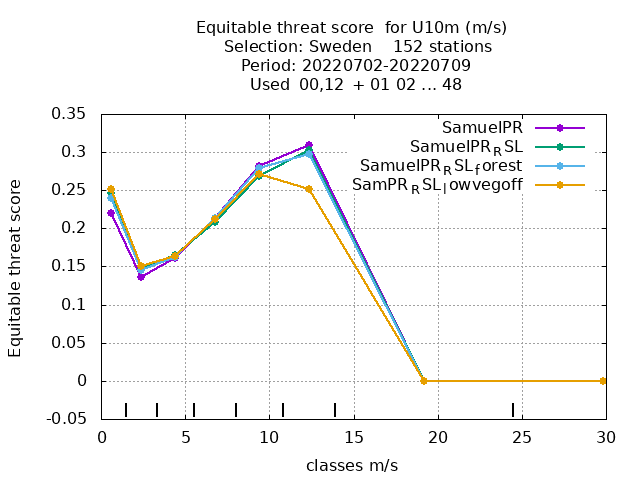 Equitable threat score  for U10m (m/s)
Selection: Sweden    152 stations
Period: 20220702-20220709
Used  00,12  + 01 02 ... 48
SamuelPR
SamuelPR_RSL
SamuelPR_RSL_forest
SamPR_RSL_lowvegoff
0.35
0.3
0.25
0.2
0.15
0.1
0.05
0
-0.05
Equitable threat score
0 5 10 15 20 25 30
classes m/s